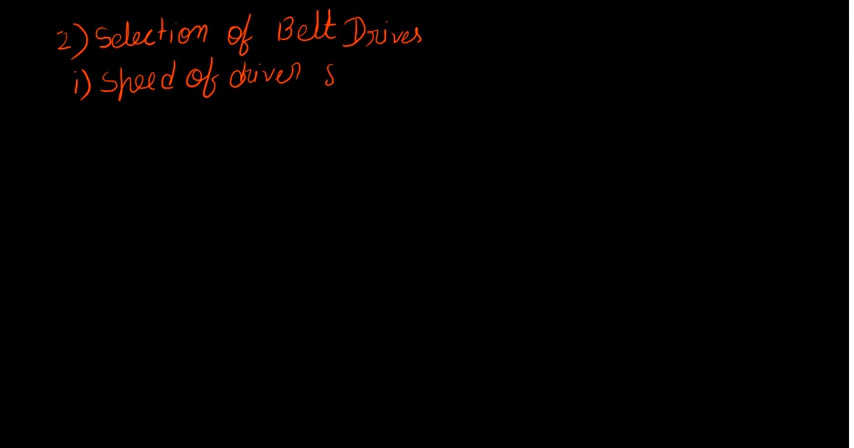 2) Selection of Belt Drives
i) Speed of driver s